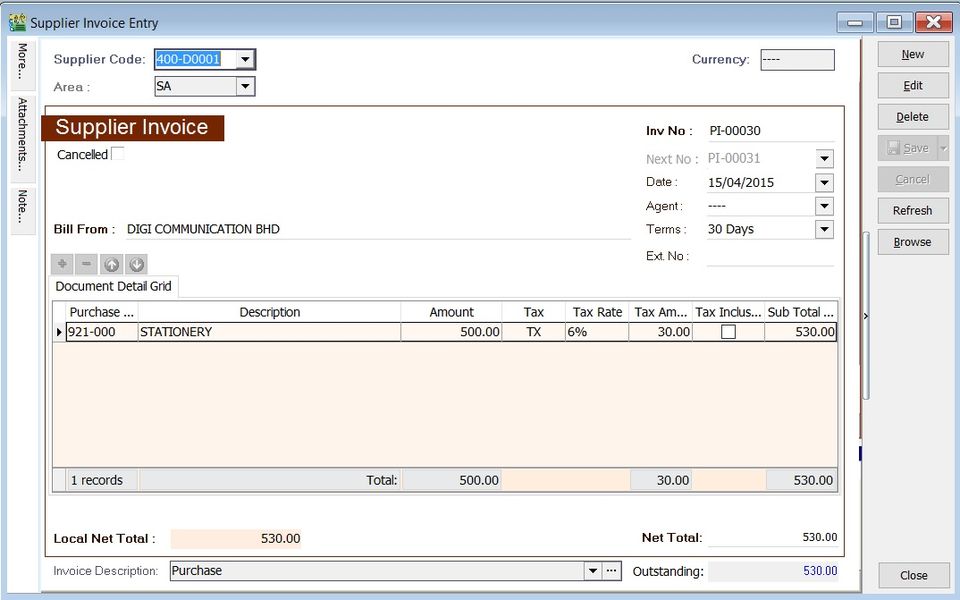 Supplier Invoice Entry
More...
Attachments...
Note...
Supplier Code: 400-D0001
Currency: ----
Area : SA
Supplier Invoice
Cancelled
Inv No : PI-00030
Next No : PI-00031
Date : 15/04/2015
Agent : ----
Bill From : DIGI COMMUNICATION BHD
Terms : 30 Days
Ext. No :
Document Detail Grid
Purchase ... Description Amount Tax Tax Rate Tax Am... Tax Inclus... Sub Total ...
921-000 STATIONERY 500.00 TX 6% 30.00 530.00
1 records Total: 500.00 30.00 530.00
Local Net Total : 530.00
Net Total: 530.00
Invoice Description: Purchase
Outstanding: 530.00
New
Edit
Delete
Save
Cancel
Refresh
Browse
Close